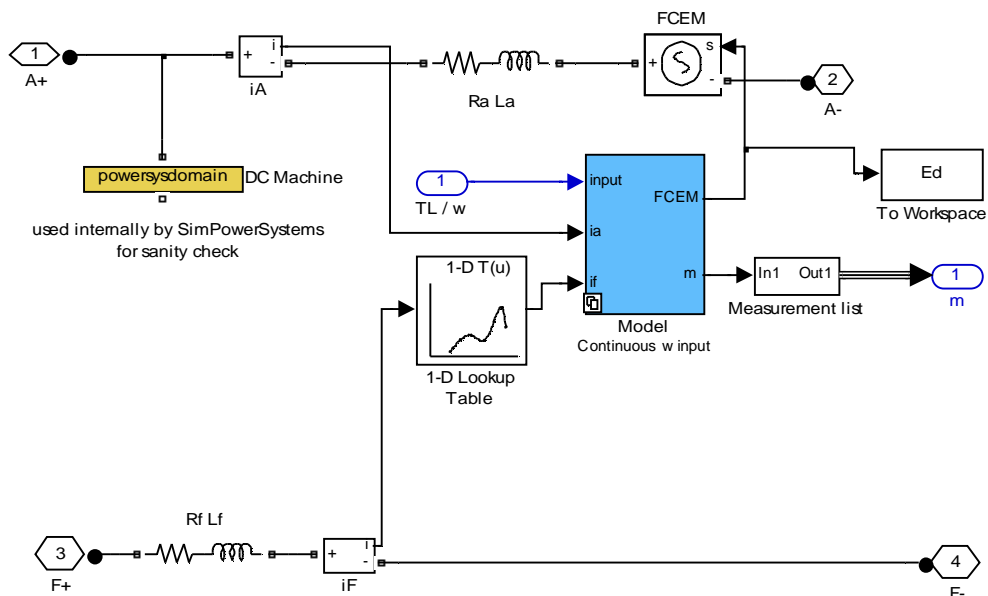 FCEM
1
A+
+
i
-
iA
Ra La
+
s
-
2
A-
powersysdomain
DC Machine
used internally by SimPowerSystems
for sanity check
1
TL / w
input
ia
if
FCEM
m
Model
Continuous w input
Ed
To Workspace
1-D T(u)
1-D Lookup
Table
In1 Out1
Measurement list
1
m
3
F+
Rf Lf
+
i
-
iF
4
F-